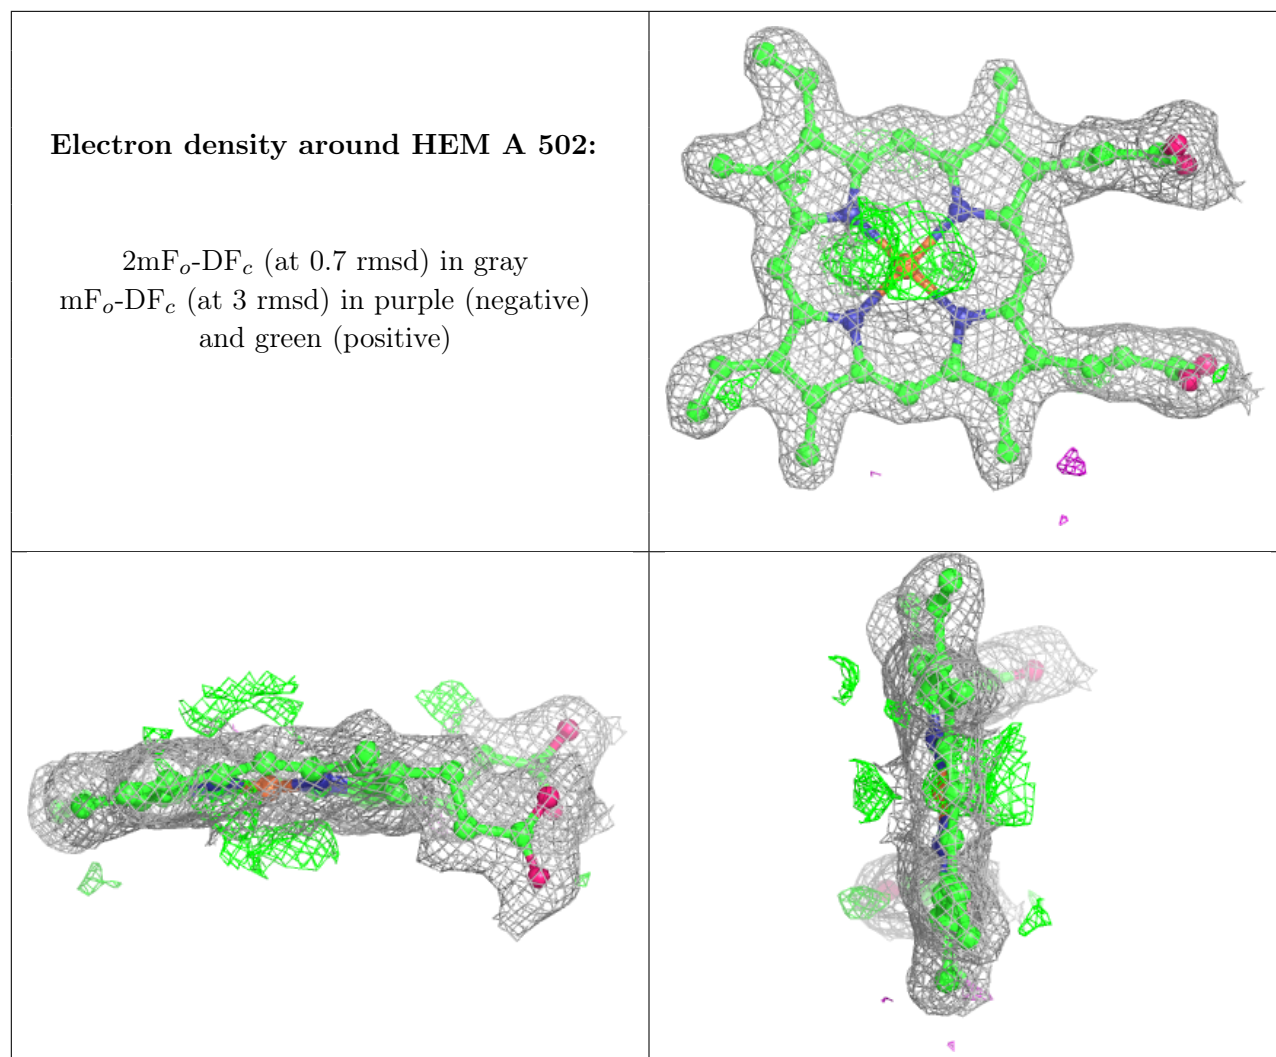 Electron density around HEM A 502:
2mFₒ-DF𝒸 (at 0.7 rmsd) in gray
mFₒ-DF𝒸 (at 3 rmsd) in purple (negative)
and green (positive)